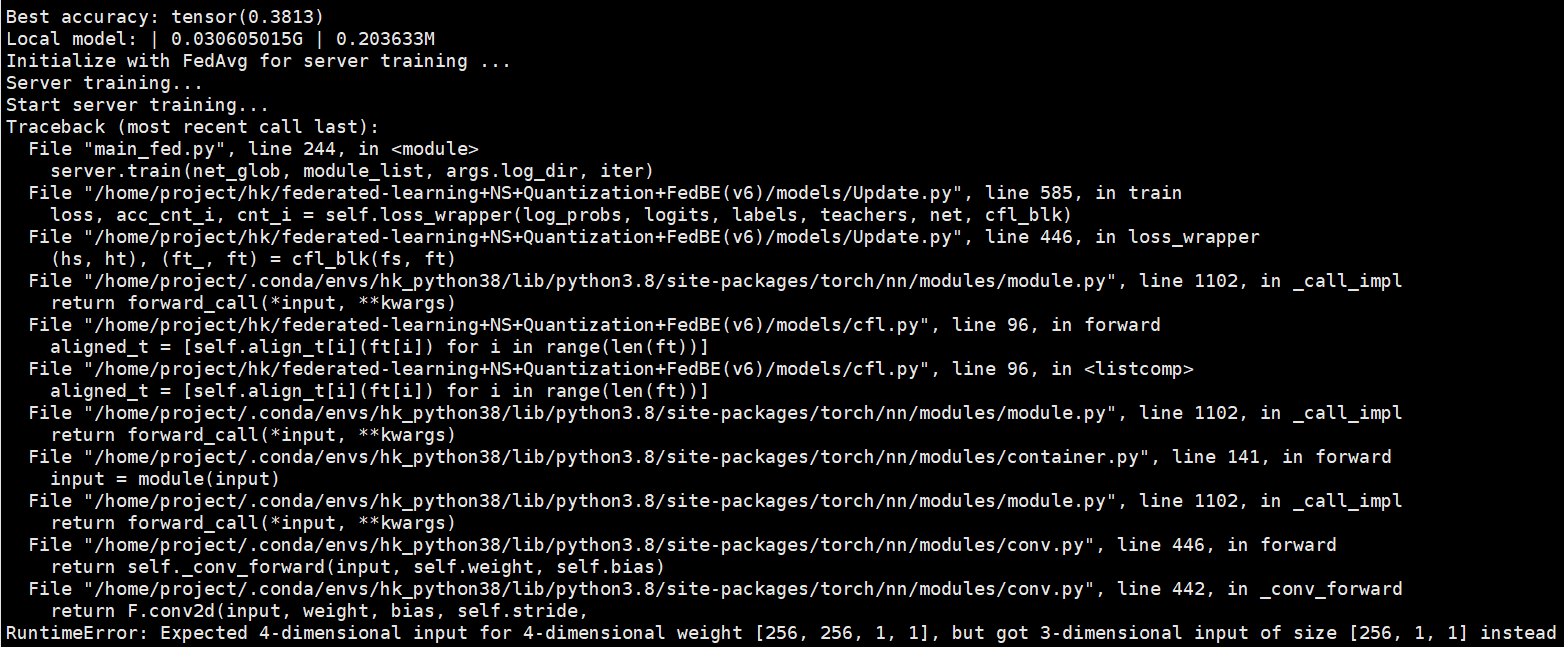 Best accuracy: tensor(0.3813)
Local model: | 0.030605015G | 0.203633M
Initialize with FedAvg for server training ...
Server training...
Start server training...
Traceback (most recent call last):
  File "main_fed.py", line 244, in <module>
    server.train(net_glob, module_list, args.log_dir, iter)
  File "/home/project/hk/federated-learning+NS+Quantization+FedBE(v6)/models/Update.py", line 585, in train
    loss, acc_cnt_i, cnt_i = self.loss_wrapper(log_probs, logits, labels, teachers, net, cfl_blk)
  File "/home/project/hk/federated-learning+NS+Quantization+FedBE(v6)/models/Update.py", line 446, in loss_wrapper
    (hs, ht), (ft_, ft) = cfl_blk(fs, ft)
  File "/home/project/.conda/envs/hk_python38/lib/python3.8/site-packages/torch/nn/modules/module.py", line 1102, in _call_impl
    return forward_call(*input, **kwargs)
  File "/home/project/hk/federated-learning+NS+Quantization+FedBE(v6)/models/cfl.py", line 96, in forward
    aligned_t = [self.align_t[i](ft[i]) for i in range(len(ft))]
  File "/home/project/hk/federated-learning+NS+Quantization+FedBE(v6)/models/cfl.py", line 96, in <listcomp>
    aligned_t = [self.align_t[i](ft[i]) for i in range(len(ft))]
  File "/home/project/.conda/envs/hk_python38/lib/python3.8/site-packages/torch/nn/modules/module.py", line 1102, in _call_impl
    return forward_call(*input, **kwargs)
  File "/home/project/.conda/envs/hk_python38/lib/python3.8/site-packages/torch/nn/modules/container.py", line 141, in forward
    input = module(input)
  File "/home/project/.conda/envs/hk_python38/lib/python3.8/site-packages/torch/nn/modules/module.py", line 1102, in _call_impl
    return forward_call(*input, **kwargs)
  File "/home/project/.conda/envs/hk_python38/lib/python3.8/site-packages/torch/nn/modules/conv.py", line 446, in forward
    return self._conv_forward(input, self.weight, self.bias)
  File "/home/project/.conda/envs/hk_python38/lib/python3.8/site-packages/torch/nn/modules/conv.py", line 442, in _conv_forward
    return F.conv2d(input, weight, bias, self.stride,
RuntimeError: Expected 4-dimensional input for 4-dimensional weight [256, 256, 1, 1], but got 3-dimensional input of size [256, 1, 1] instead